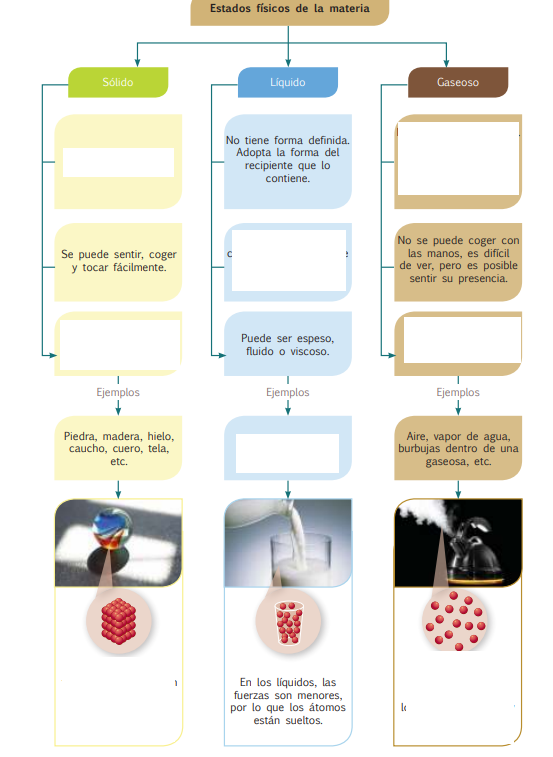 Estados físicos de la materia
Sólido
Líquido
Gaseoso
No tiene forma definida.
Adopta la forma del
recipiente que lo
contiene.
Se puede sentir, coger
y tocar fácilmente.
No se puede coger con
las manos, es difícil
de ver, pero es posible
sentir su presencia.
Puede ser espeso,
fluido o viscoso.
Ejemplos
Ejemplos
Ejemplos
Piedra, madera, hielo,
caucho, cuero, tela,
etc.
Aire, vapor de agua,
burbujas dentro de una
gaseosa, etc.
En los líquidos, las
fuerzas son menores,
por lo que los átomos
están sueltos.